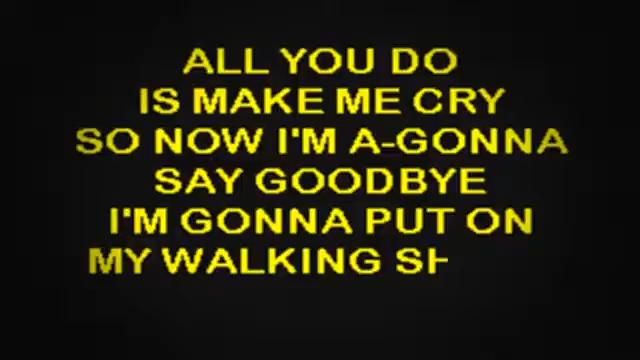 ALL YOU DO
IS MAKE ME CRY
SO NOW I'M A-GONNA
SAY GOODBYE
I'M GONNA PUT ON
MY WALKING